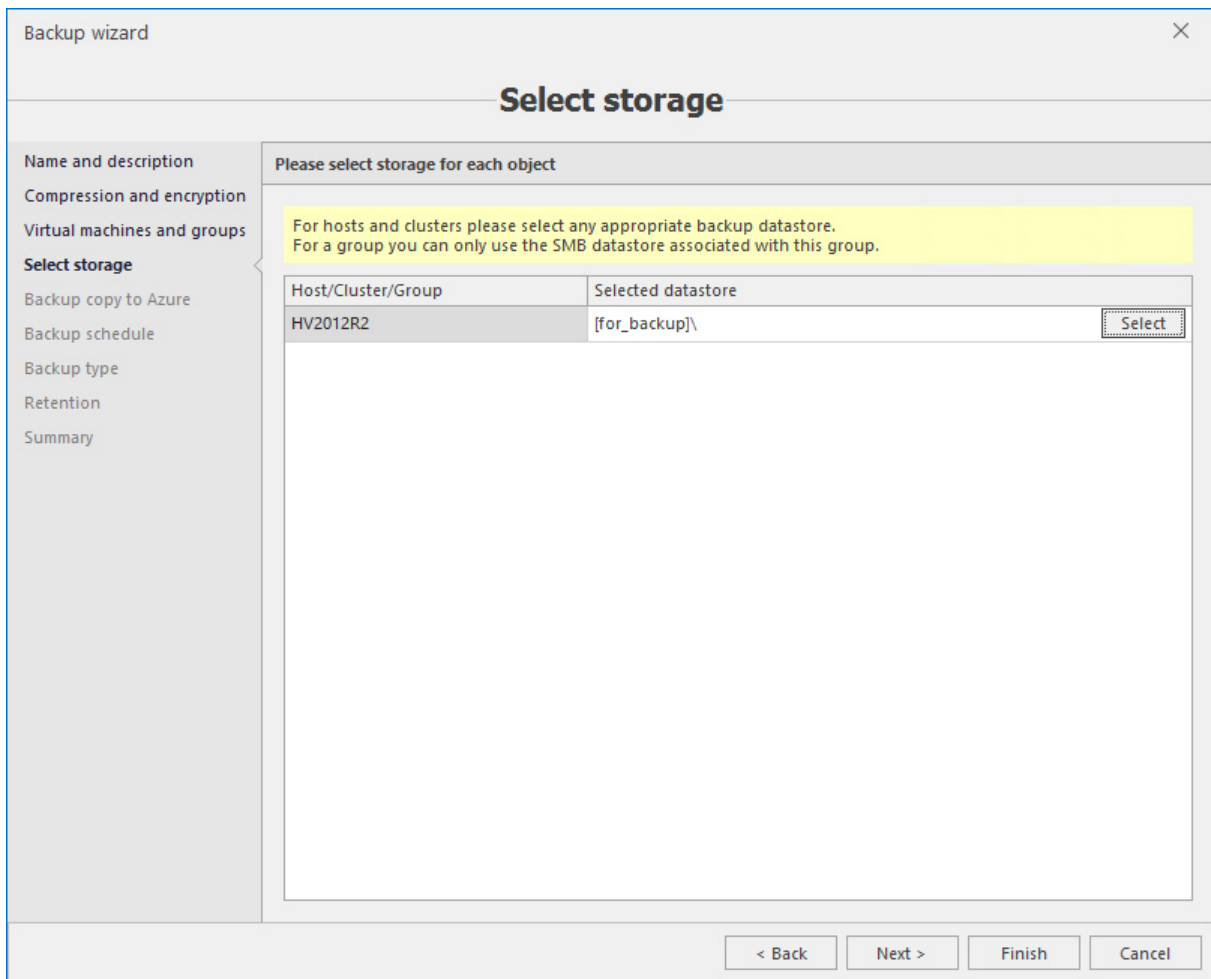 Backup wizard
Select storage
Name and description
Compression and encryption
Virtual machines and groups
Select storage
Backup copy to Azure
Backup schedule
Backup type
Retention
Summary
Please select storage for each object
For hosts and clusters please select any appropriate backup datastore.
For a group you can only use the SMB datastore associated with this group.
Host/Cluster/Group Selected datastore
HV2012R2 [for_backup]\ Select
< Back Next > Finish Cancel